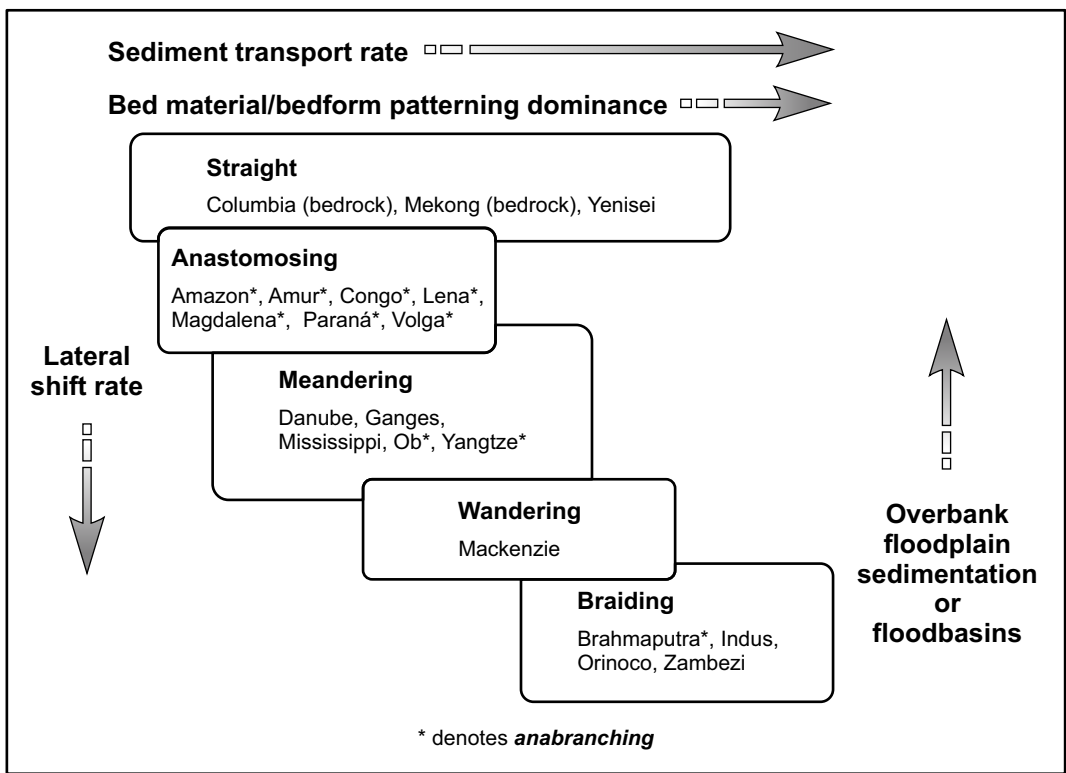 Sediment transport rate
Bed material/bedform patterning dominance
Straight
Columbia (bedrock), Mekong (bedrock), Yenisei
Anastomosing
Amazon*, Amur*, Congo*, Lena*,
Magdalena*, Paraná*, Volga*
Lateral
shift rate
Meandering
Danube, Ganges,
Mississippi, Ob*, Yangtze*
Wandering
Mackenzie
Overbank
floodplain
sedimentation
or
floodbasins
Braiding
Brahmaputra*, Indus,
Orinoco, Zambezi
* denotes anabranching